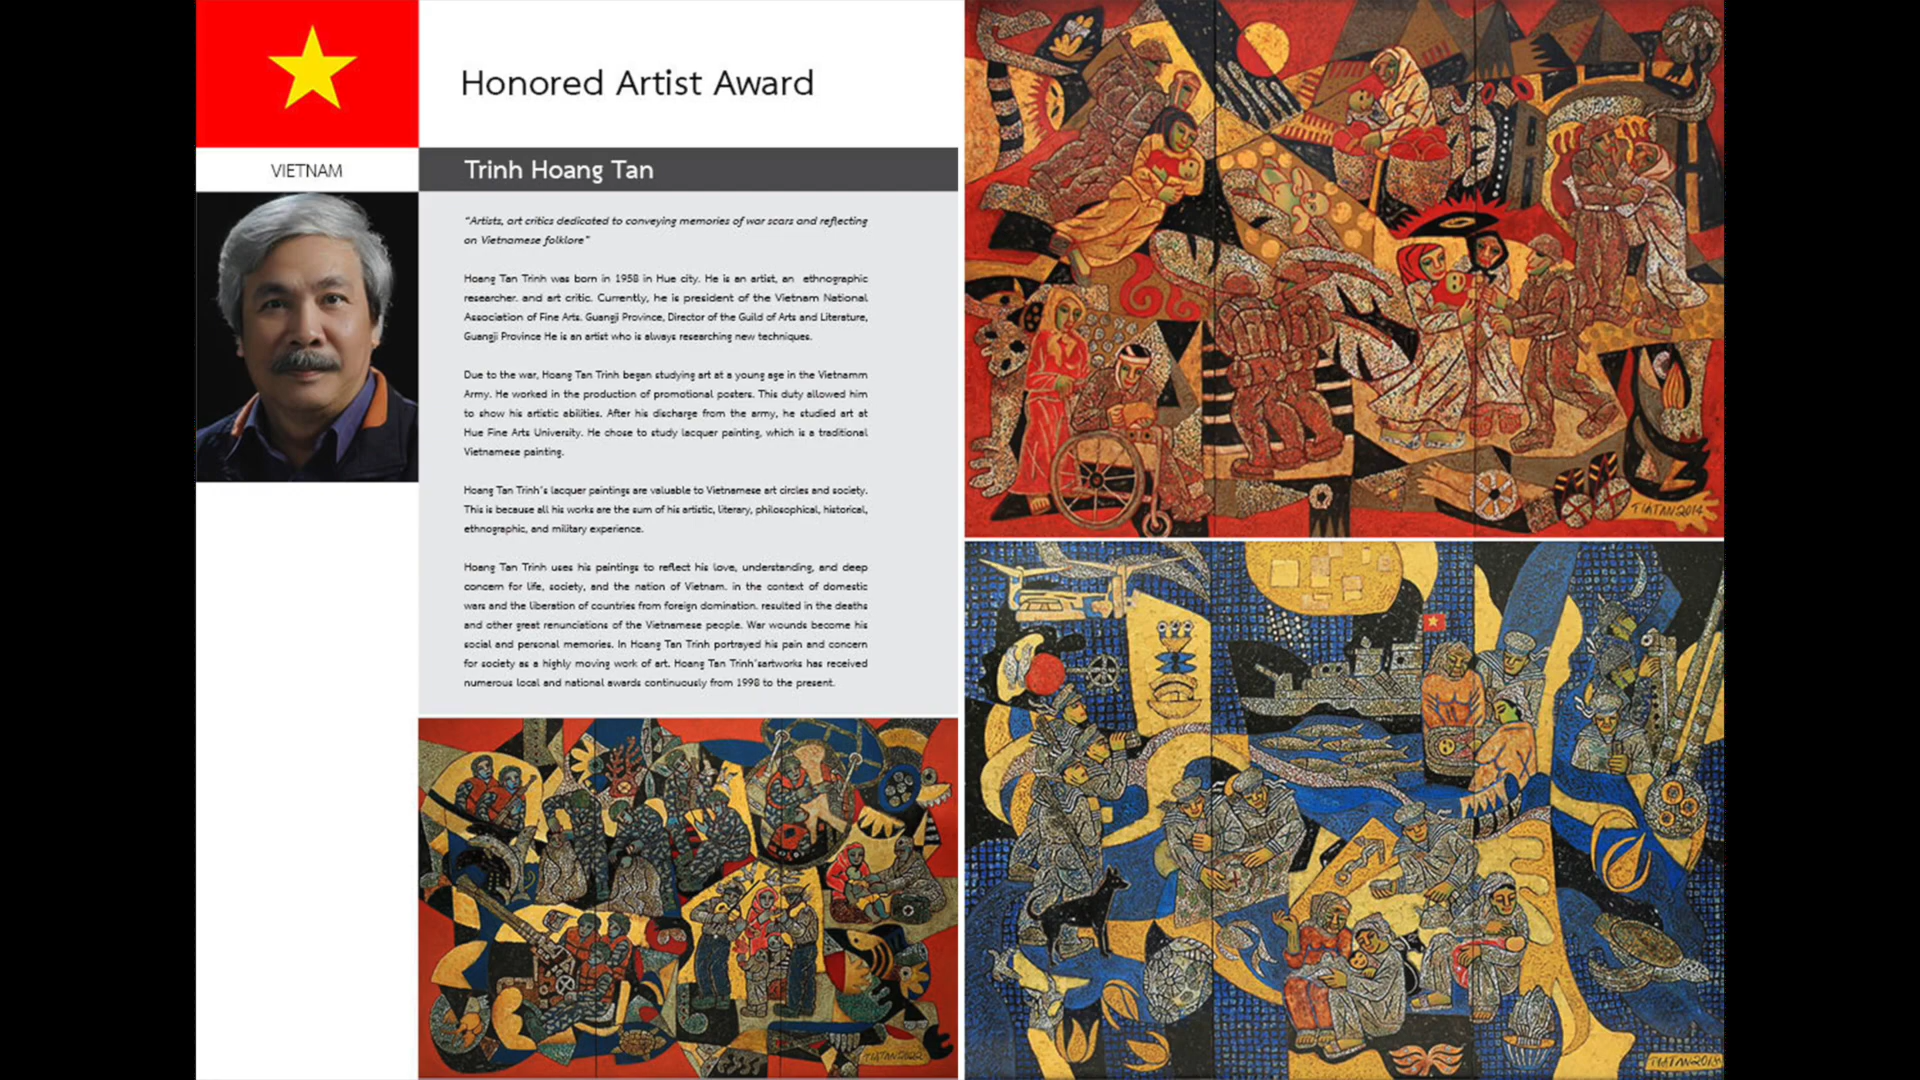 Honored Artist Award
VIETNAM
Trinh Hoang Tan
“Artists, art critics dedicated to conveying memories of war scars and reflecting
on Vietnamese folklore”
Hoang Tan Trinh was born in 1958 in Hue city. He is an artist, an ethnographic
researcher. and art critic. Currently, he is president of the Vietnam National
Association of Fine Arts. Guangji Province, Director of the Guild of Arts and Literature,
Guangji Province He is an artist who is always researching new techniques.
Due to the war, Hoang Tan Trinh began studying art at a young age in the Vietnamm
Army. He worked in the production of promotional posters. This duty allowed him
to show his artistic abilities. After his discharge from the army, he studied art at
Hue Fine Arts University. He chose to study lacquer painting, which is a traditional
Vietnamese painting.
Hoang Tan Trinh's lacquer paintings are valuable to Vietnamese art circles and society.
This is because all his works are the sum of his artistic, literary, philosophical, historical,
ethnographic, and military experience.
Hoang Tan Trinh uses his paintings to reflect his love, understanding, and deep
concern for life, society, and the nation of Vietnam. in the context of domestic
wars and the liberation of countries from foreign domination. resulted in the deaths
and other great renunciations of the Vietnamese people. War wounds become his
social and personal memories. In Hoang Tan Trinh portrayed his pain and concern
for society as a highly moving work of art. Hoang Tan Trinh'sartworks has received
numerous local and national awards continuously from 1998 to the present.